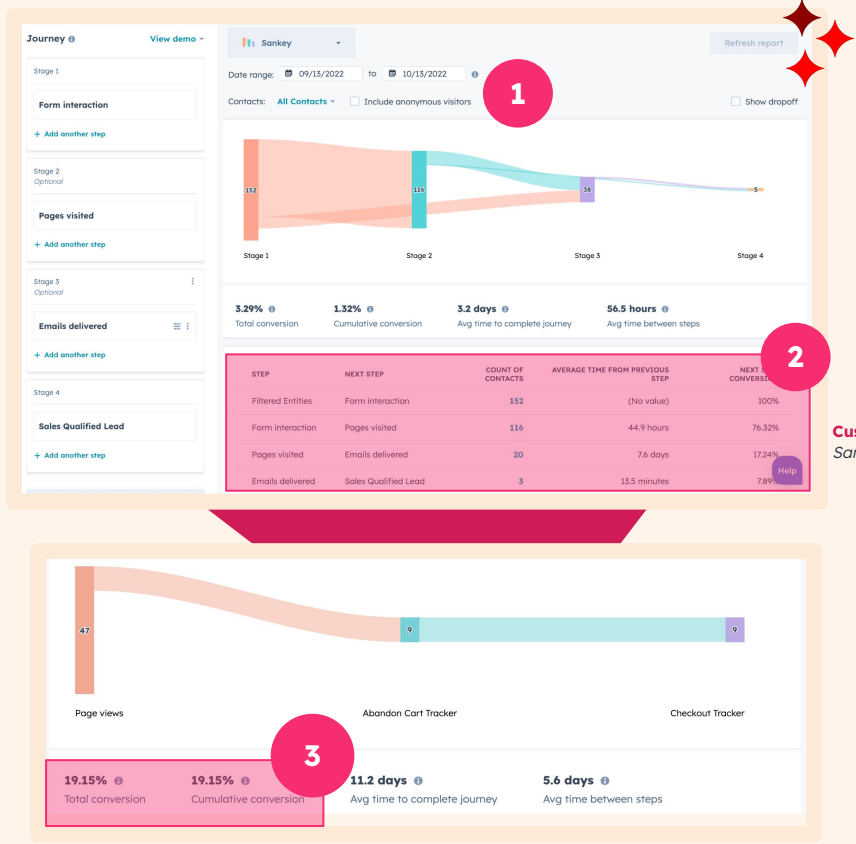 Journey View demo
Stage 1
Form interaction
+ Add another step
Stage 2
Optional
Pages visited
+ Add another step
Stage 3
Optional
Emails delivered
+ Add another step
Stage 4
Sales Qualified Lead
+ Add another step
Sankey
Refresh report
Date range: 09/13/2022 to 10/13/2022
Contacts: All Contacts Include anonymous visitors
Show dropoff
1
152 116 38 5
Stage 1 Stage 2 Stage 3 Stage 4
3.29% 1.32% 3.2 days 56.5 hours
Total conversion Cumulative conversion Avg time to complete journey Avg time between steps
2
STEP NEXT STEP COUNT OF CONTACTS AVERAGE TIME FROM PREVIOUS STEP NEXT
Filtered Entities Form interaction 152 (No value) 100%
Form interaction Pages visited 116 44.9 hours 76.32%
Pages visited Emails delivered 20 7.6 days 17.24%
Emails delivered Sales Qualified Lead 3 13.5 minutes 7.89%
Help
47 9 9
Page views Abandon Cart Tracker Checkout Tracker
3
19.15% 19.15% 11.2 days 5.6 days
Total conversion Cumulative conversion Avg time to complete journey Avg time between steps